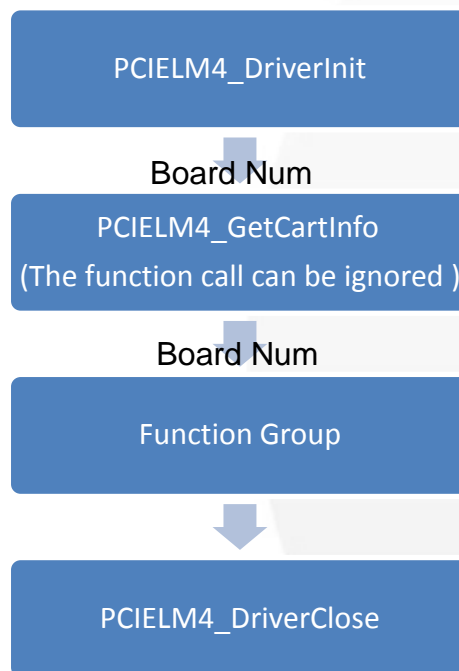 PCIELM4_DriverInit
Board Num
PCIELM4_GetCartInfo
(The function call can be ignored )
Board Num
Function Group
PCIELM4_DriverClose